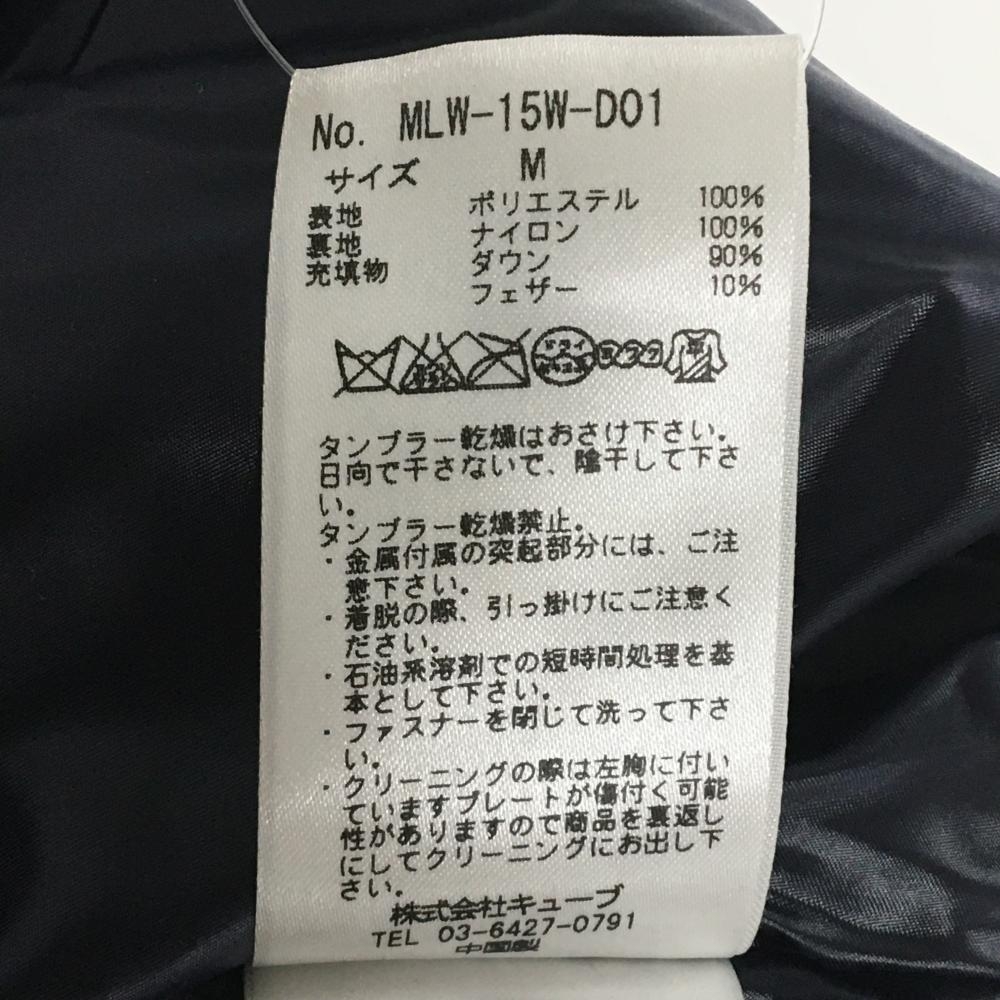 No. MLW-15W-D01
サイズ M
表地 ポリエステル 100%
裏地 ナイロン 100%
充填物 ダウン 90%
フェザー 10%
ドライ
タンブラー乾燥はおさけ下さい。
日向で干さないで、陰干して下さ
い。
タンブラー乾燥禁止。
・金属付属の突起部分には、ご注
意下さい。
・着脱の際、引っ掛けにご注意く
ださい。
・石油系溶剤での短時間処理を基
本として下さい。
・ファスナーを閉じて洗って下さ
い。
・クリーニングの際は左胸に付い
ていますプレートが傷付く可能
性がありますので商品を裏返し
にしてクリーニングにお出し下
さい。
株式会社キューブ
TEL 03-6427-0791
中国製